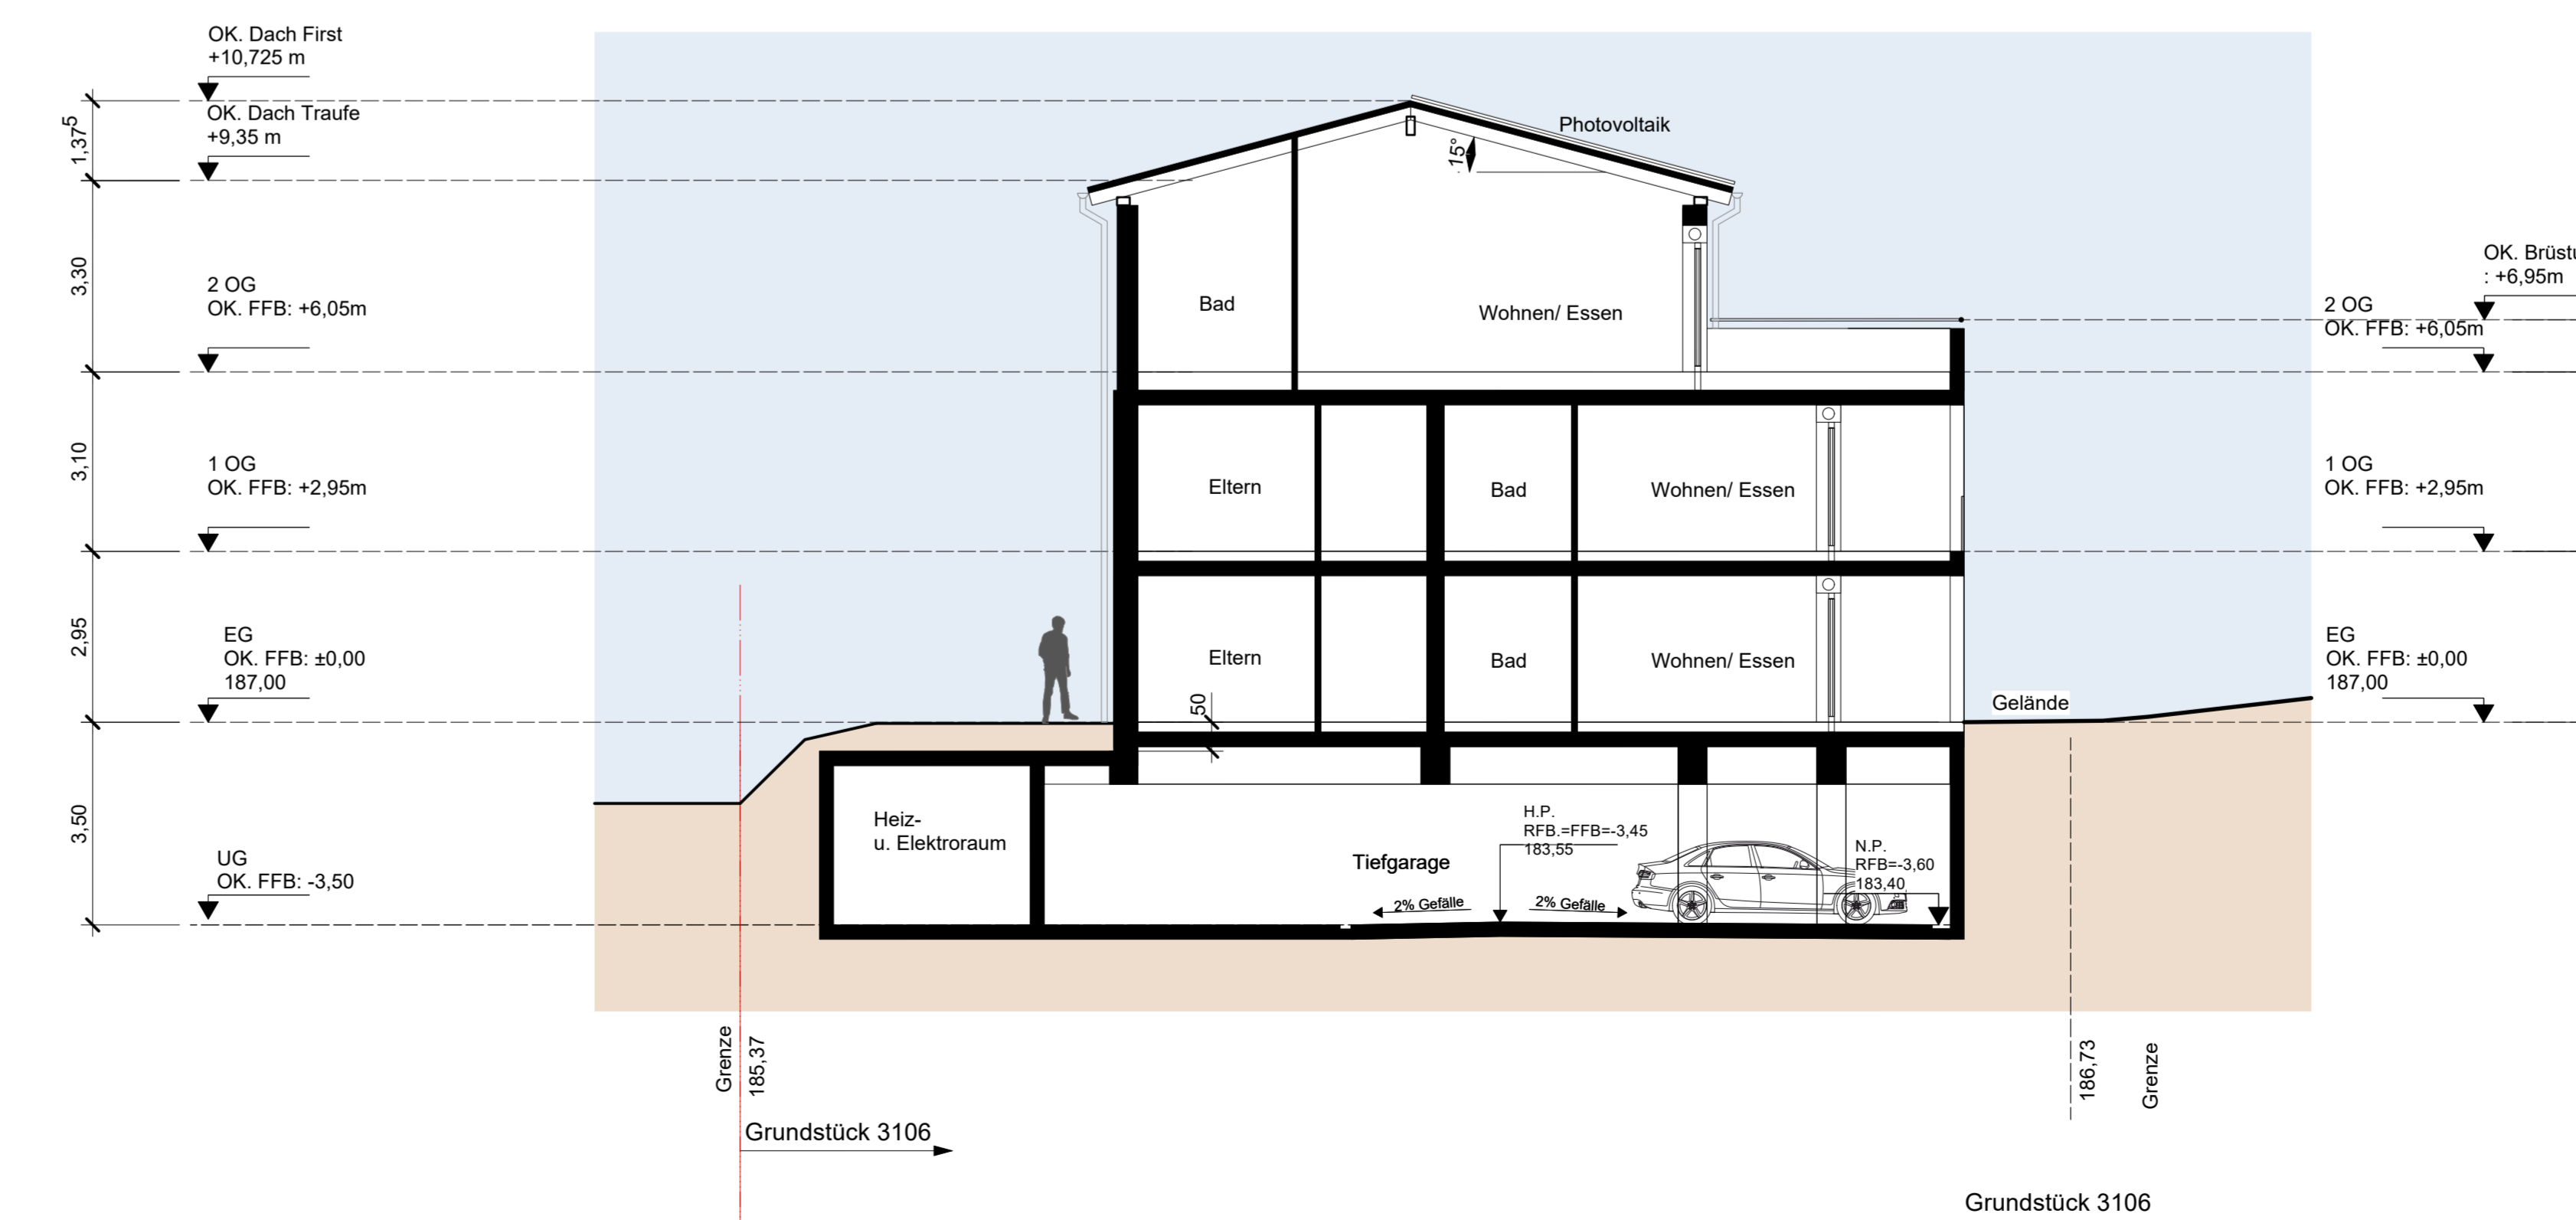 OK. Dach First
+10,725 m
OK. Dach Traufe
+9,35 m
1,37⁵
3,30
3,10
2,95
3,50
2 OG
OK. FFB: +6,05m
1 OG
OK. FFB: +2,95m
EG
OK. FFB: ±0,00
187,00
UG
OK. FFB: -3,50
Photovoltaik
15°
Bad
Wohnen/ Essen
Eltern
Bad
Wohnen/ Essen
Eltern
Bad
Wohnen/ Essen
50
Heiz-
u. Elektroraum
Tiefgarage
H.P.
RFB.=FFB=-3,45
183,55
2% Gefälle
2% Gefälle
N.P.
RFB=-3,60
183,40
Gelände
: +6,95m
OK.
2 OG
OK. FFB: +6,05m
1 OG
OK. FFB: +2,95m
EG
OK. FFB: ±0,00
187,00
Grenze
185,37
Grundstück 3106
186,73
Grenze
Grundstück 3106